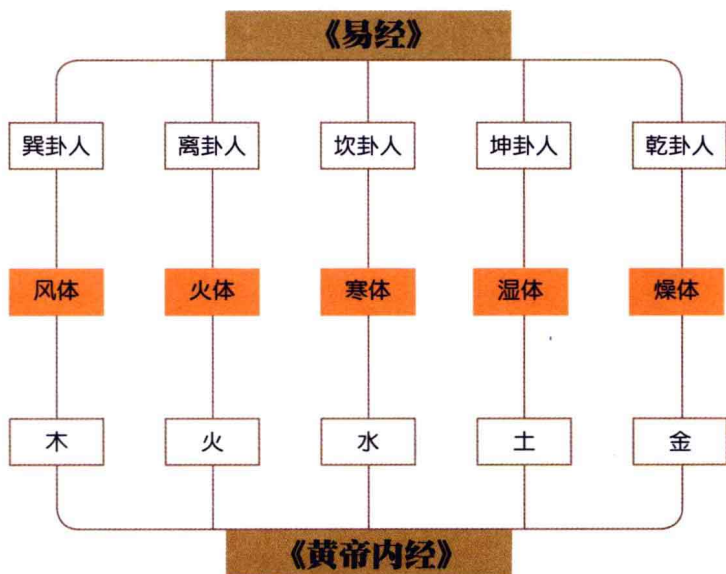 《易经》
巽卦人 离卦人 坎卦人 坤卦人 乾卦人
风体 火体 寒体 湿体 燥体
木 火 水 土 金
《黄帝内经》